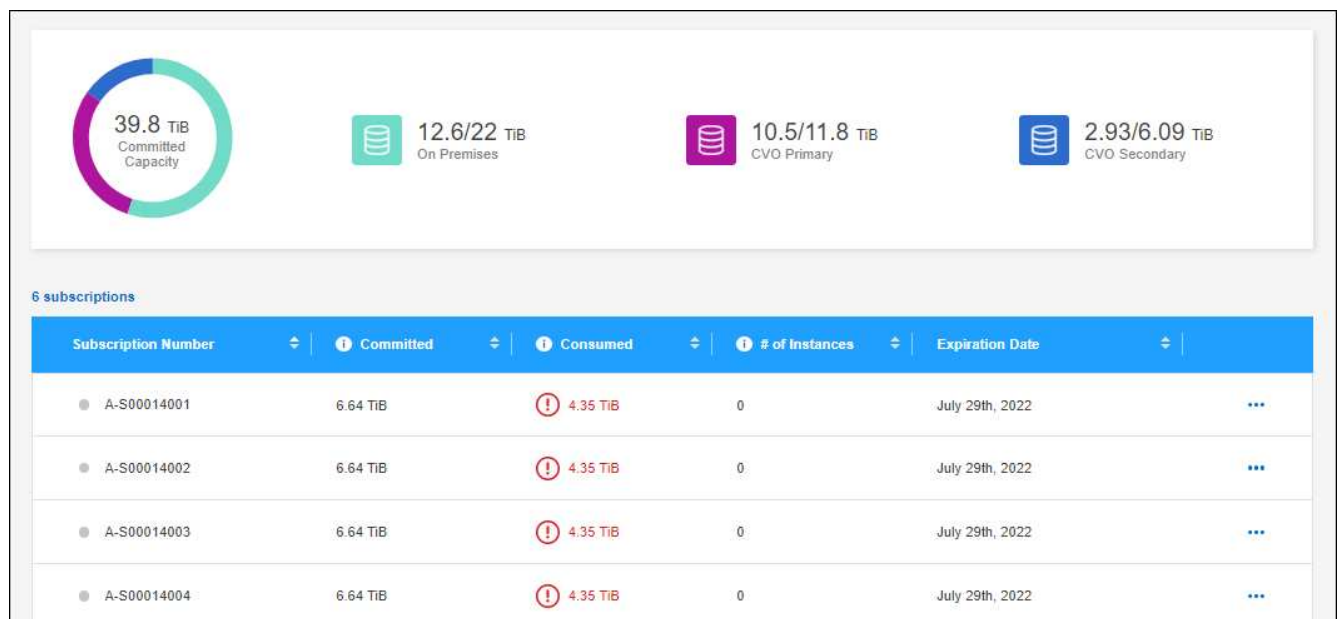 39.8 TiB
Committed
Capacity
12.6/22 TiB
On Premises
10.5/11.8 TiB
CVO Primary
2.93/6.09 TiB
CVO Secondary
6 subscriptions
Subscription Number Committed Consumed # of Instances Expiration Date
A-S00014001 6.64 TiB 4.35 TiB 0 July 29th, 2022
A-S00014002 6.64 TiB 4.35 TiB 0 July 29th, 2022
A-S00014003 6.64 TiB 4.35 TiB 0 July 29th, 2022
A-S00014004 6.64 TiB 4.35 TiB 0 July 29th, 2022